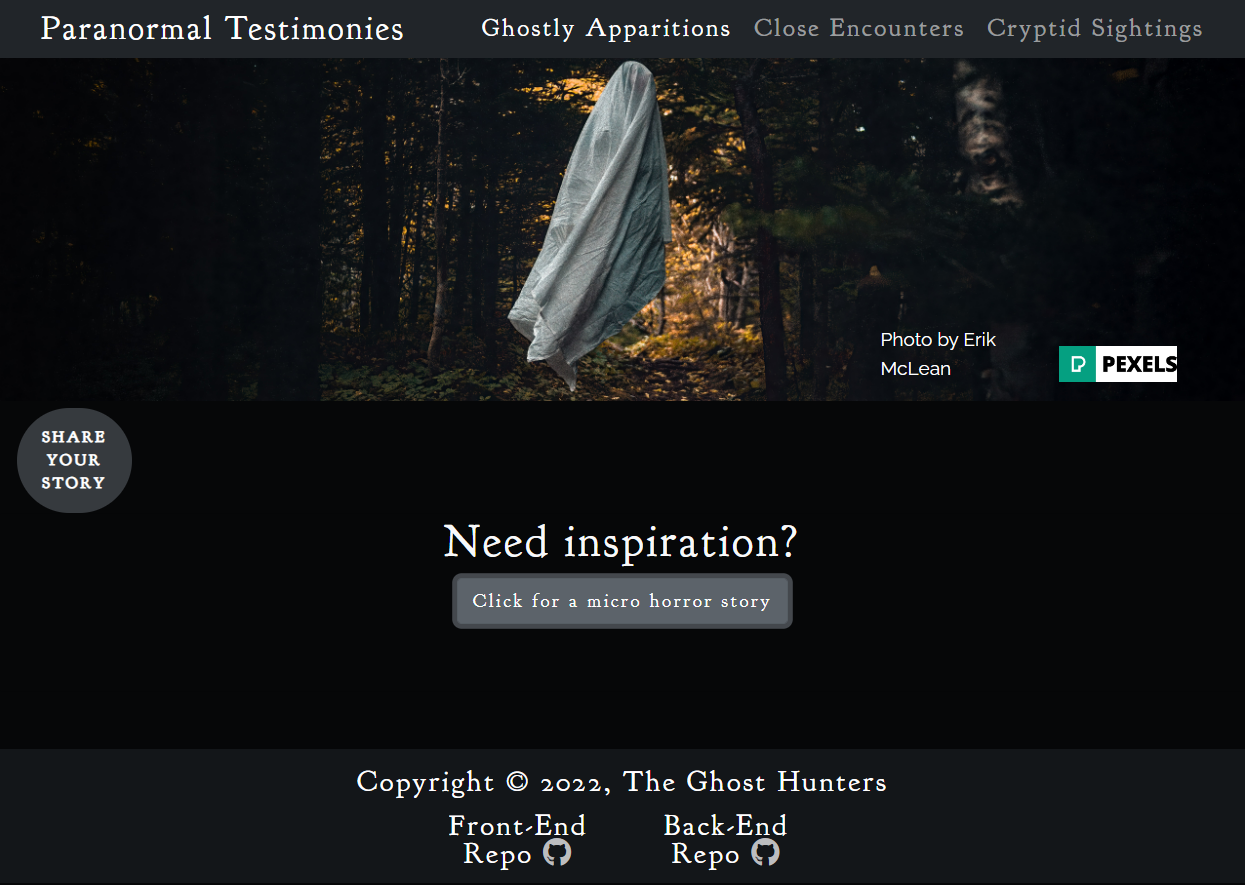 Paranormal Testimonies Ghostly Apparitions Close Encounters Cryptid Sightings
Photo by Erik
McLean
PEXELS
SHARE
YOUR
STORY
Need inspiration?
Click for a micro horror story
Copyright © 2022, The Ghost Hunters
Front-End
Repo
Back-End
Repo